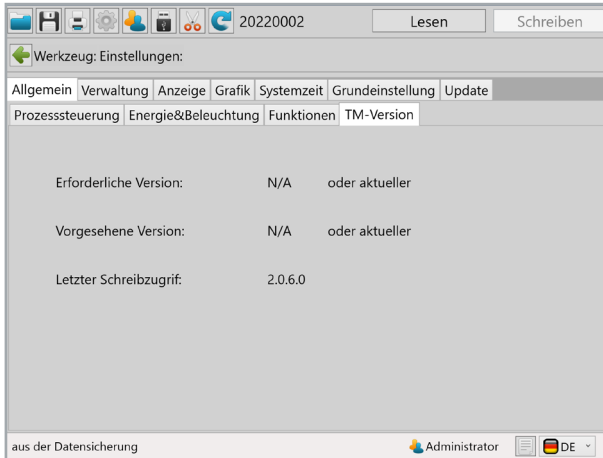 20220002 Lesen Schreiben
Werkzeug: Einstellungen:
Allgemein Verwaltung Anzeige Grafik Systemzeit Grundeinstellung Update
Prozesssteuerung Energie&Beleuchtung Funktionen TM-Version
Erforderliche Version: N/A oder aktueller
Vorgesehene Version: N/A oder aktueller
Letzter Schreibzugrif: 2.0.6.0
aus der Datensicherung Administrator DE